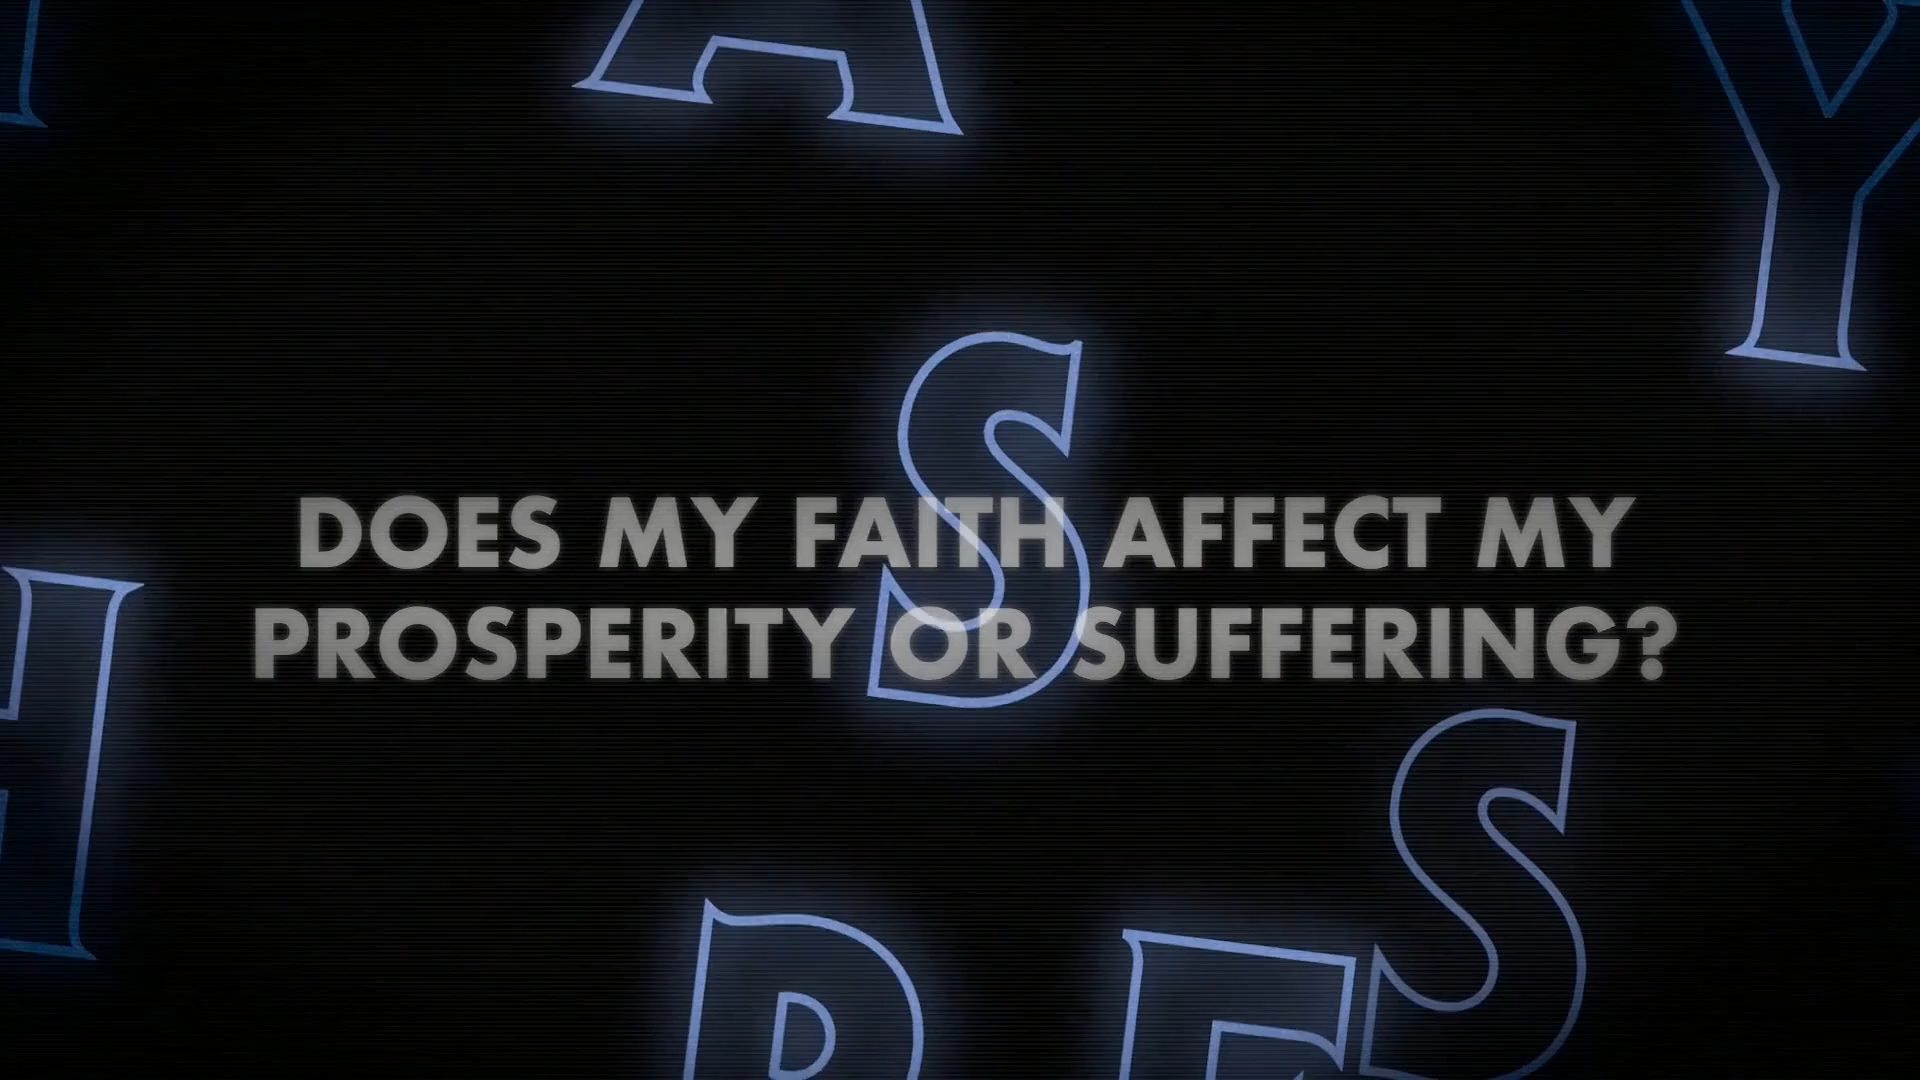 A
Y
S
DOES MY FAITH AFFECT MY
PROSPERITY OR SUFFERING?
H
S